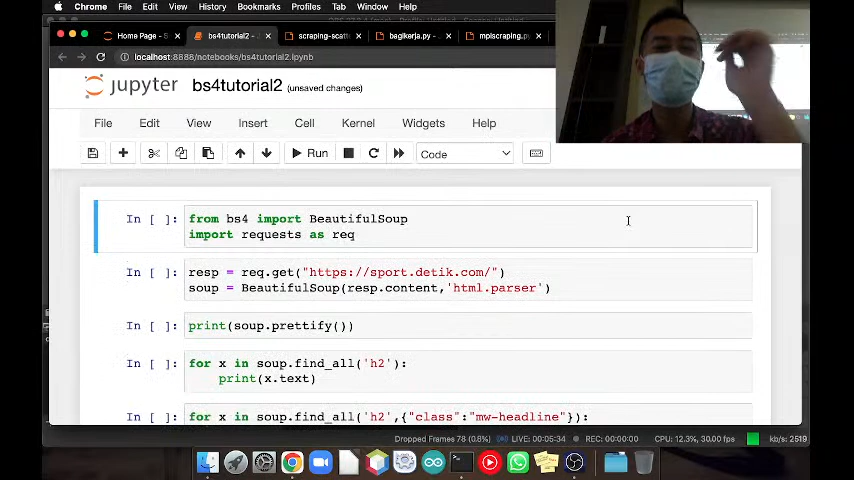 Chrome File Edit View History Bookmarks Profiles Tab Window Help
Home Page - S
bs4tutorial2 -
scraping-scatt
bagikerja.py -
mpiscraping.py
localhost:8888/notebooks/bs4tutorial2.ipynb
jupyter bs4tutorial2 (unsaved changes)
File Edit View Insert Cell Kernel Widgets Help
Run Code
In [ ]: from bs4 import BeautifulSoup
import requests as req
In [ ]: resp = req.get("https://sport.detik.com/")
soup = BeautifulSoup(resp.content,'html.parser')
In [ ]: print(soup.prettify())
In [ ]: for x in soup.find_all('h2'):
print(x.text)
In [ ]: for x in soup.find_all('h2',{"class":"mw-headline"}):
Dropped Frames 78 (0.8%) LIVE: 00:05:34 REC: 00:00:00 CPU: 12.3%, 30.00 fps kb/s: 2519